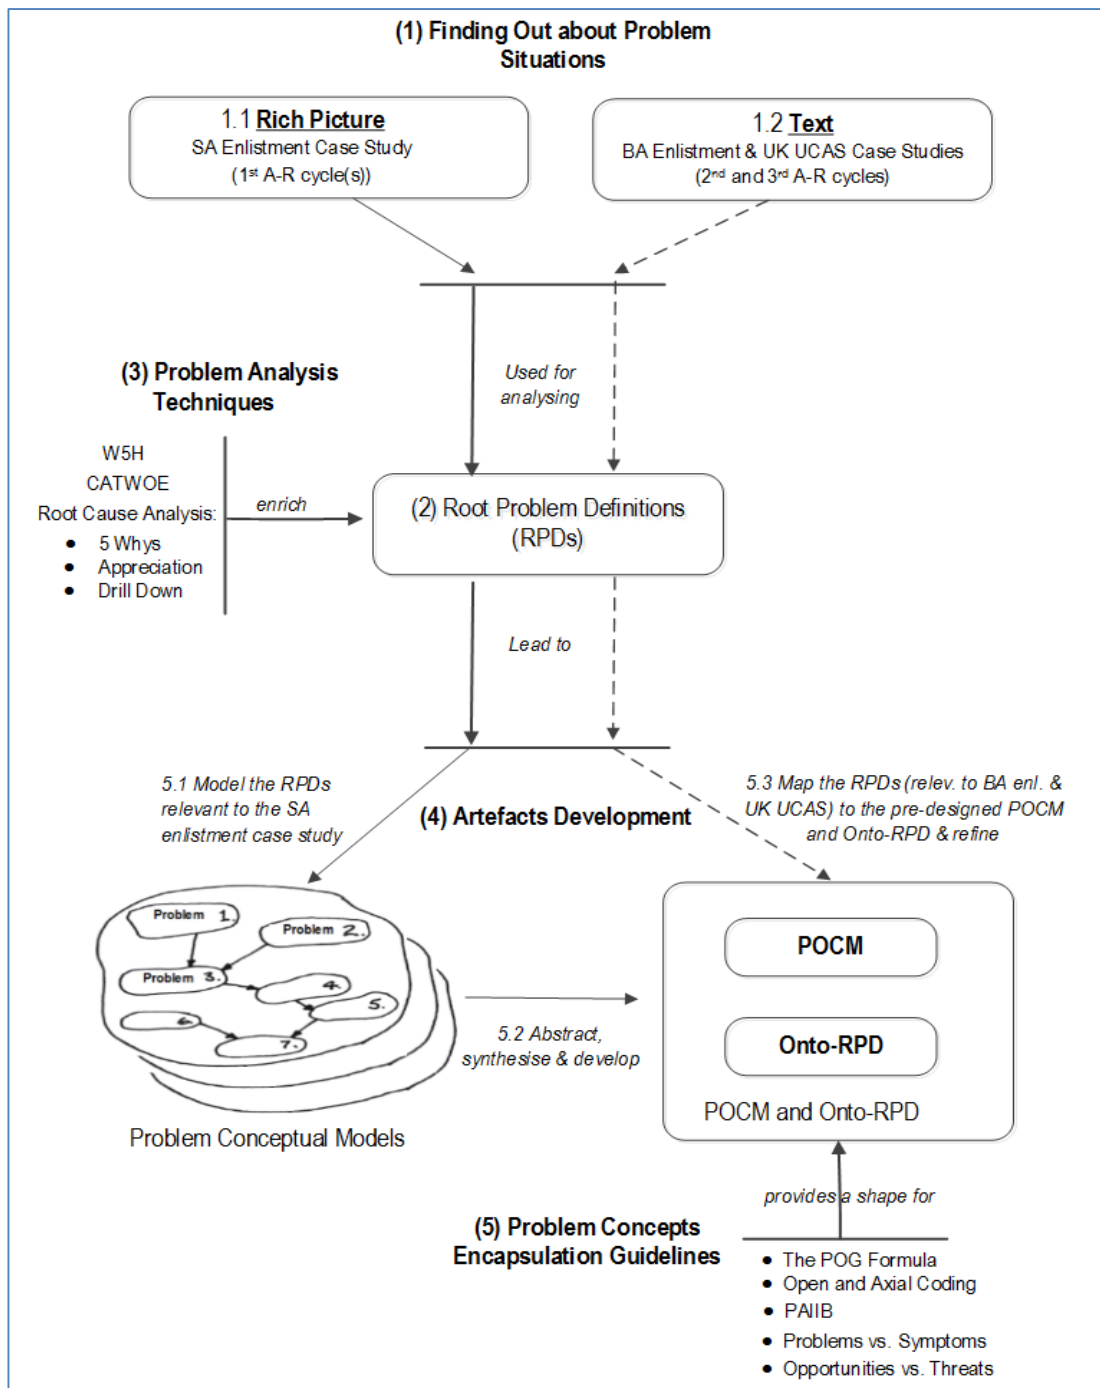 (1) Finding Out about Problem
Situations
1.1 Rich Picture
SA Enlistment Case Study
(1st A-R cycle(s))
1.2 Text
BA Enlistment & UK UCAS Case Studies
(2nd and 3rd A-R cycles)
Used for
analysing
(3) Problem Analysis
Techniques
W5H
CATWOE
Root Cause Analysis:
● 5 Whys
● Appreciation
● Drill Down
enrich
(2) Root Problem Definitions
(RPDs)
Lead to
5.1 Model the RPDs
relevant to the SA
enlistment case study
(4) Artefacts Development
5.3 Map the RPDs (relev. to BA enl. &
UK UCAS) to the pre-designed POCM
and Onto-RPD & refine
Problem 1.
Problem 2.
Problem 3.
4.
5.
6.
7.
Problem Conceptual Models
5.2 Abstract,
synthesise & develop
POCM
Onto-RPD
POCM and Onto-RPD
provides a shape for
(5) Problem Concepts
Encapsulation Guidelines
● The POG Formula
● Open and Axial Coding
● PAIIB
● Problems vs. Symptoms
● Opportunities vs. Threats